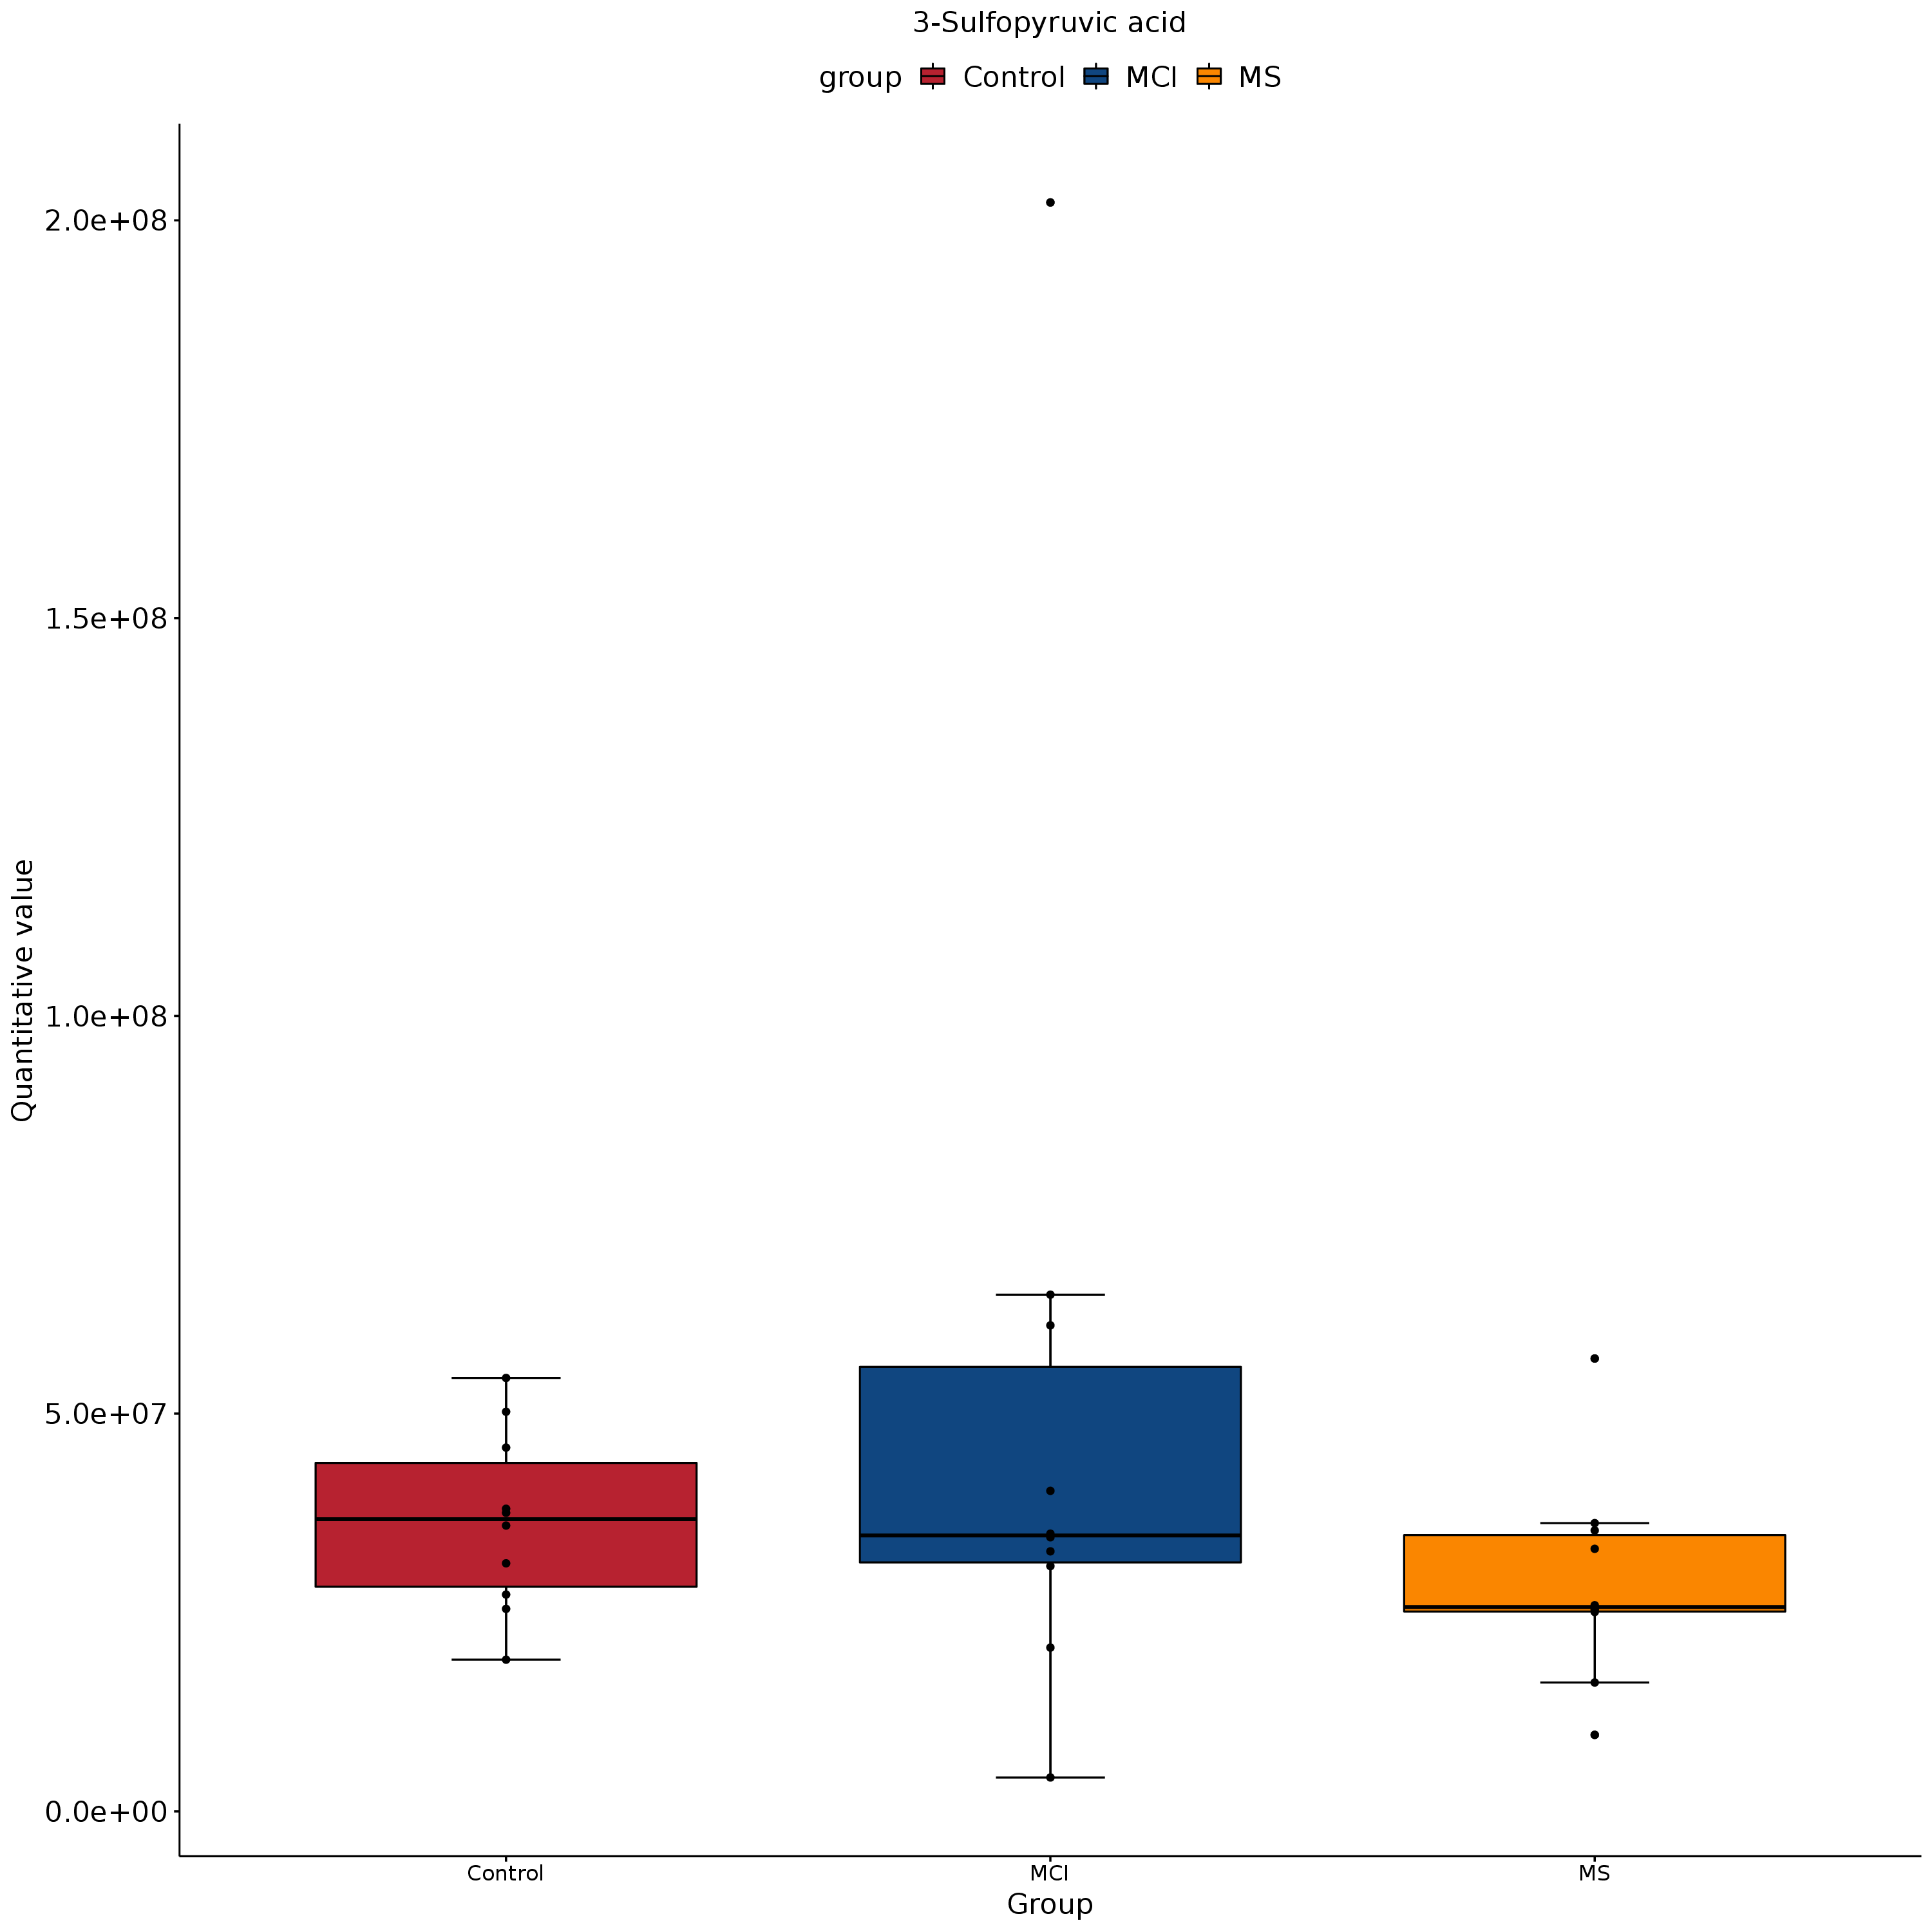 3-Sulfopyruvic acid
group Control MCI MS
2.0e+08
1.5e+08
1.0e+08
5.0e+07
0.0e+00
Quantitative value
Control MCI MS
Group